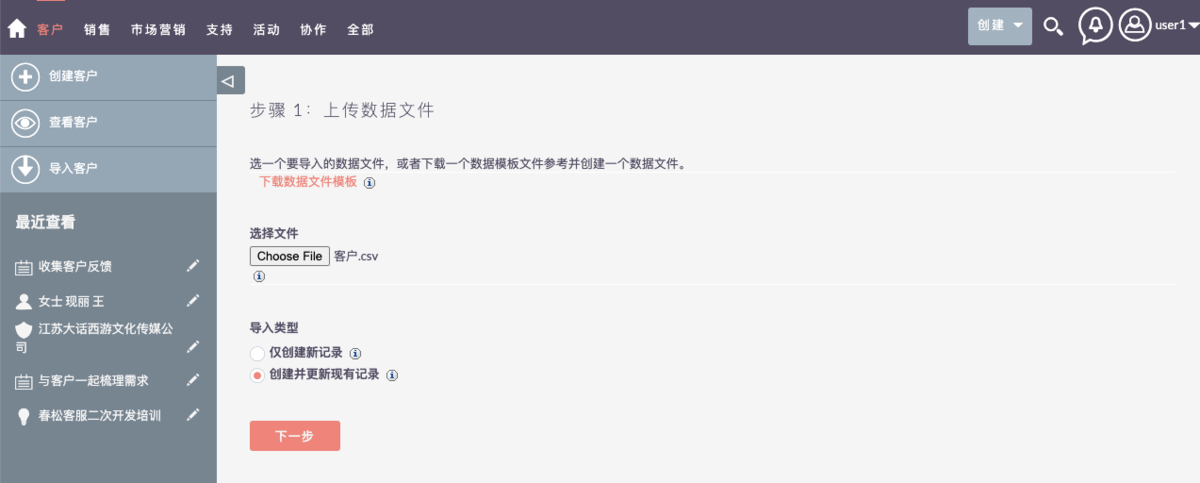 客户 销售 市场营销 支持 活动 协作 全部 创建 user1
创建客户
查看客户
导入客户
最近查看
收集客户反馈
女士 现丽 王
江苏大话西游文化传媒公
司
与客户一起梳理需求
春松客服二次开发培训
步骤 1：上传数据文件
选一个要导入的数据文件，或者下载一个数据模板文件参考并创建一个数据文件。
下载数据文件模板
选择文件
Choose File 客户.csv
导入类型
仅创建新记录
创建并更新现有记录
下一步